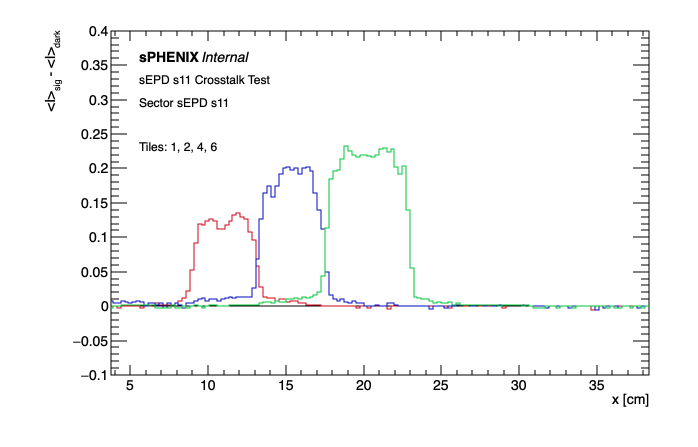 <I>sig - <I>dark
0.4
0.35
0.3
0.25
0.2
0.15
0.1
0.05
0
−0.05
−0.1
sPHENIX Internal
sEPD s11 Crosstalk Test
Sector sEPD s11
Tiles: 1, 2, 4, 6
5 10 15 20 25 30 35
x [cm]